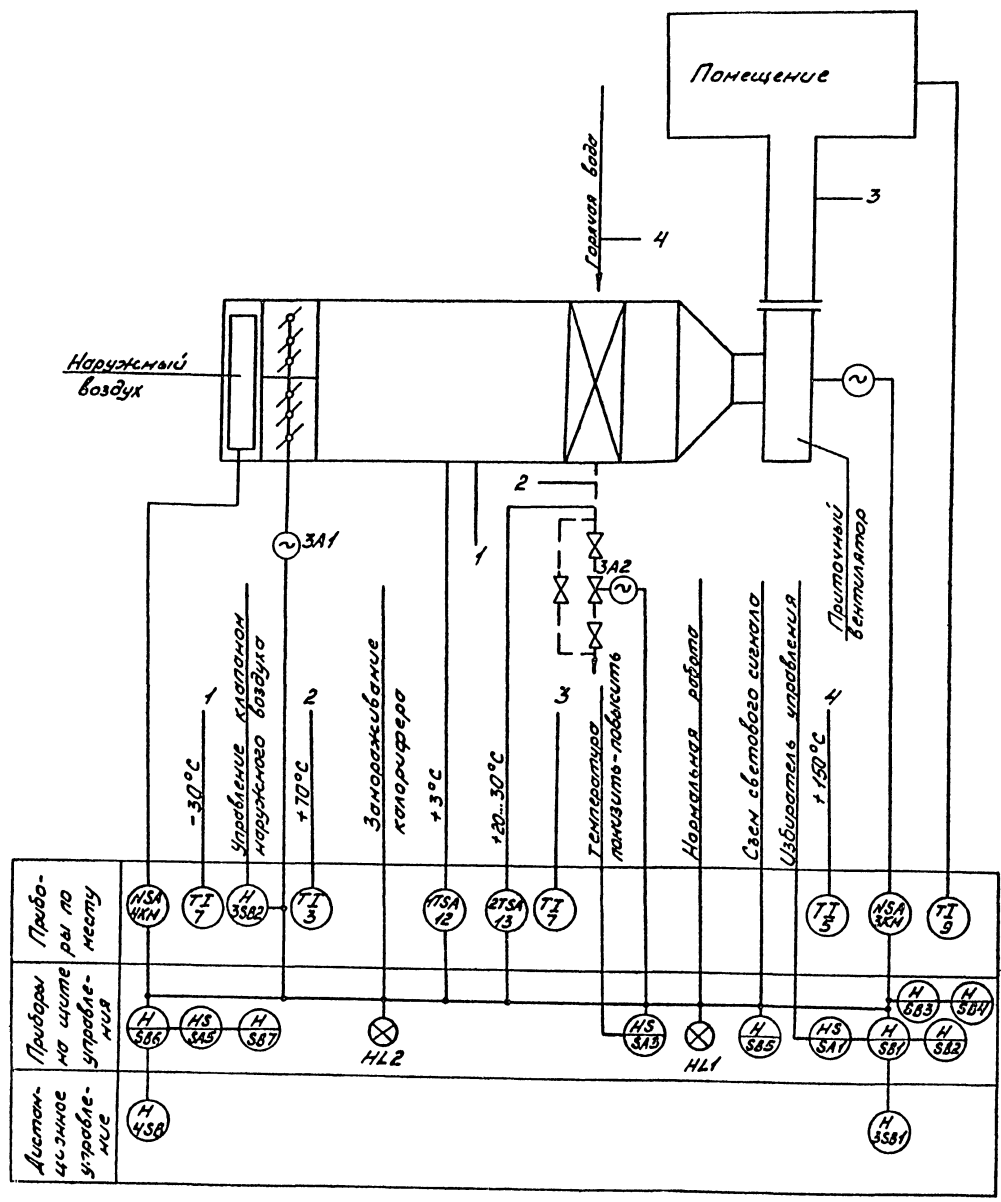 Помещение
3
Горячая вода
4
Наружный
воздух
2
1
ЗА1
ЗА2
Приточный
вентилятор
1
-30°С
Управление клапаном
наружного воздуха
2
+70°С
Замораживание
калорифера
+3°С
+20...30°С
3
Температура
понизить-повысить
Нормальная работа
Съем светового сигнала
Избиратель управления
4
+150°С
Прибо-
ры по
месту
NSA
4КМ
TI
7
H
3SB2
TI
3
1TSA
12
2TSA
13
TI
7
TI
5
NSA
3КМ
TI
9
Приборы
на щите
управле-
ния
H
SB6
HS
SA5
H
SB7
HL2
HS
SA3
HL1
H
SB5
HS
SA1
H
SB1
H
SB2
H
SB3
H
SB4
Дистан-
ционное
управле-
ние
H
4SB
H
3SB1